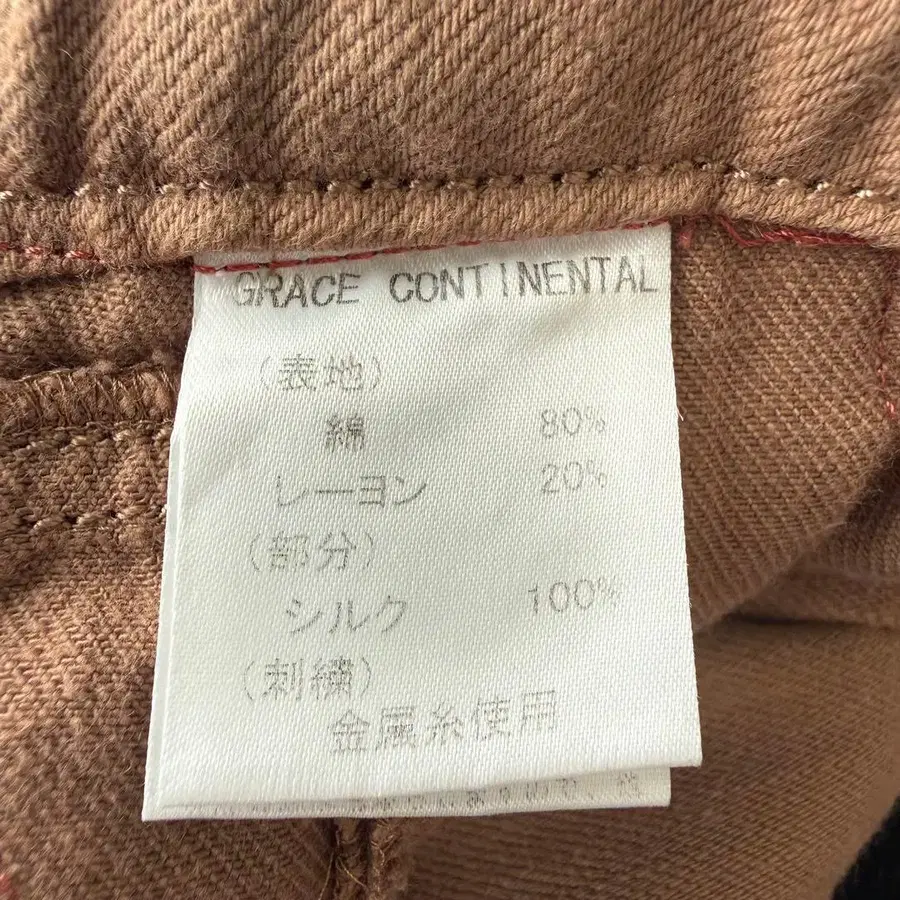 GRACE CONTINENTAL
(表地)
綿 80%
レーヨン 20%
(部分)
シルク 100%
(刺繍)
金属糸使用